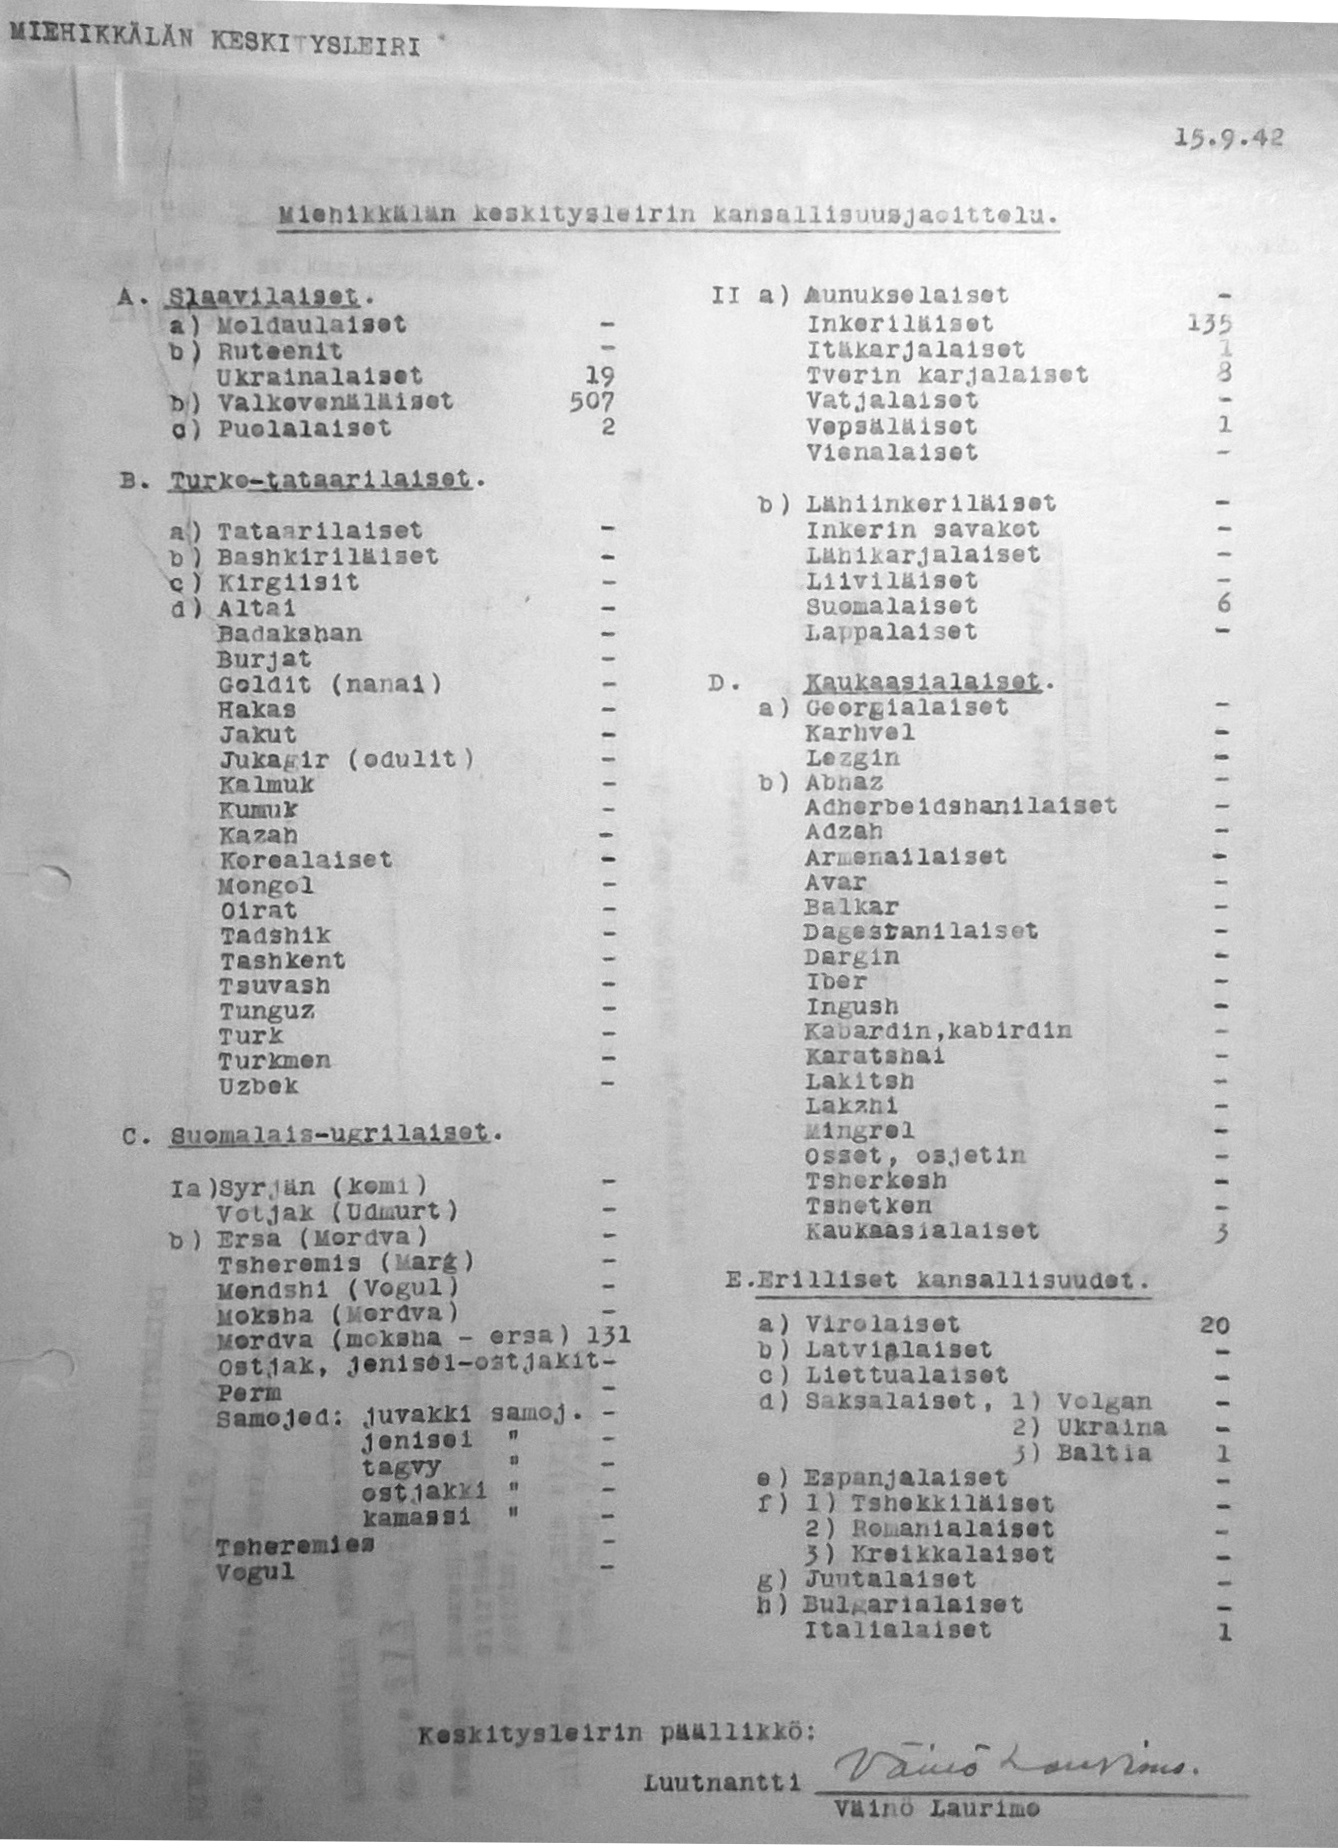 MIEHIKKÄLÄN KESKITYSLEIRI
15.9.42
Miehikkälän keskitysleirin kansallisuusjaoittelu.
A. Slaavilaiset.
a) Moldaulaiset -
b) Ruteenit -
Ukrainalaiset 19
b) Valkovenäläiset 507
c) Puolalaiset 2
B. Turko-tataarilaiset.
a) Tataarilaiset -
b) Bashkiriläiset -
c) Kirgiisit -
d) Altai -
Badakshan -
Burjat -
Goldit (nanai) -
Hakas -
Jakut -
Jukagir (odulit) -
Kalmuk -
Kumuk -
Kazah -
Korealaiset -
Mongol -
Oirat -
Tadshik -
Tashkent -
Tsuvash -
Tunguz -
Turk -
Turkmen -
Uzbek -
C. Suomalais-ugrilaiset.
Ia)Syrjän (komi) -
Votjak (Udmurt) -
b) Ersa (Mordva) -
Tsheremis (Marg) -
Mendshi (Vogul) -
Moksha (Mordva) -
Mordva (moksha - ersa) 131
Ostjak, jenisei-ostjakit-
Perm -
Samojed: juvakki samoj. -
jenisei " -
tagvy " -
ostjakki " -
kamassi " -
Tsheremies -
Vogul -
II a) Aunukselaiset -
Inkeriläiset 135
Itäkarjalaiset 1
Tverin karjalaiset 8
Vatjalaiset -
Vepsäläiset 1
Vienalaiset -
b) Lähiinkeriläiset -
Inkerin savakot -
Lähikarjalaiset -
Liiviläiset -
Suomalaiset 6
Lappalaiset -
D. Kaukaasialaiset.
a) Georgialaiset -
Karhvel -
Lezgin -
b) Abhaz -
Adherbeidshanilaiset -
Adzah -
Armenailaiset -
Avar -
Balkar -
Dagestanilaiset -
Dargin -
Iber -
Ingush -
Kabardin,kabirdin -
Karatshai -
Lakitsh -
Lakzhi -
Mingrel -
Osset, osjetin -
Tsherkesh -
Tshetken -
Kaukaasialaiset 3
E.Erilliset kansallisuudet.
a) Virolaiset 20
b) Latvialaiset -
c) Liettualaiset -
d) Saksalaiset, 1) Volgan -
2) Ukraina -
3) Baltia 1
e) Espanjalaiset -
f) 1) Tshekkiläiset -
2) Romanialaiset -
3) Kreikkalaiset -
g) Juutalaiset -
h) Bulgarialaiset -
Italialaiset 1
Keskitysleirin päällikkö:
Väinö Laurimo.
Luutnantti
Väinö Laurimo